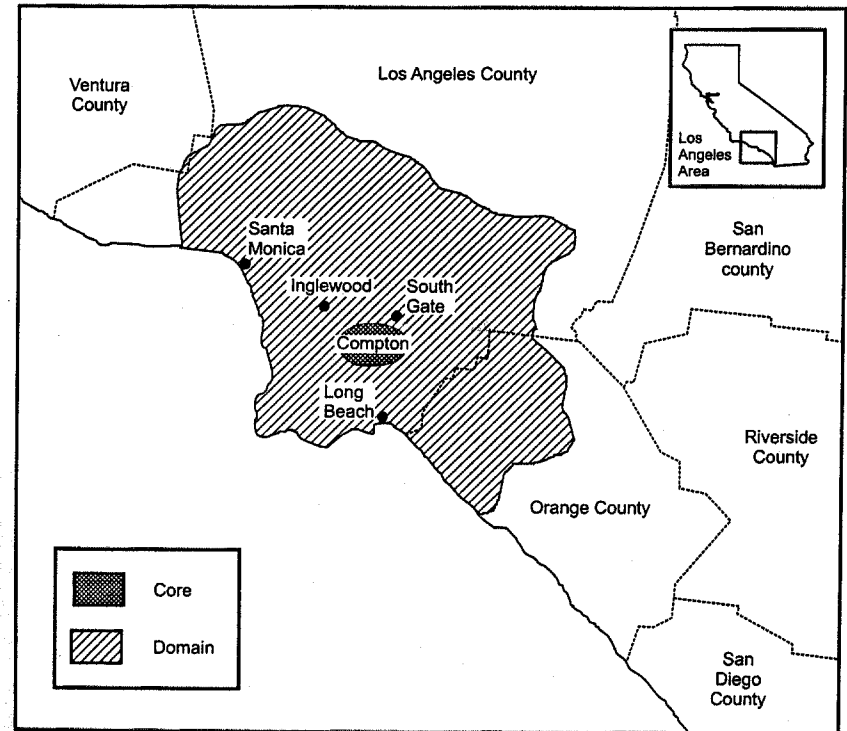 Ventura
County
Los Angeles County
Los
Angeles
Area
San
Bernardino
county
Santa
Monica
Inglewood
South
Gate
Compton
Long
Beach
Riverside
County
Orange County
Core
Domain
San
Diego
County